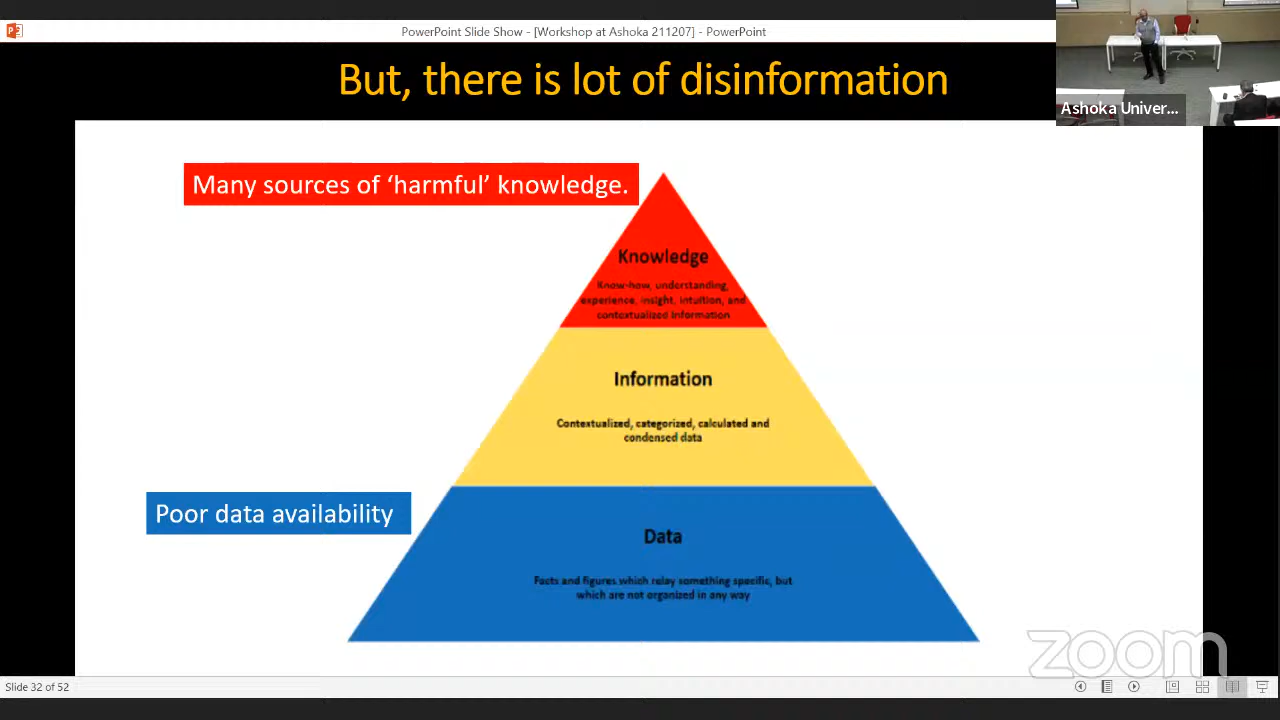 PowerPoint Slide Show - [Workshop at Ashoka 211207] - PowerPoint
But, there is lot of disinformation
Ashoka Univer...
Many sources of ‘harmful’ knowledge.
Knowledge
Know-how, understanding,
experience, insight, intuition, and
contextualized information
Information
Contextualized, categorized, calculated and
condensed data
Poor data availability
Data
Facts and figures which relay something specific, but
which are not organized in any way
zoom
Slide 32 of 52